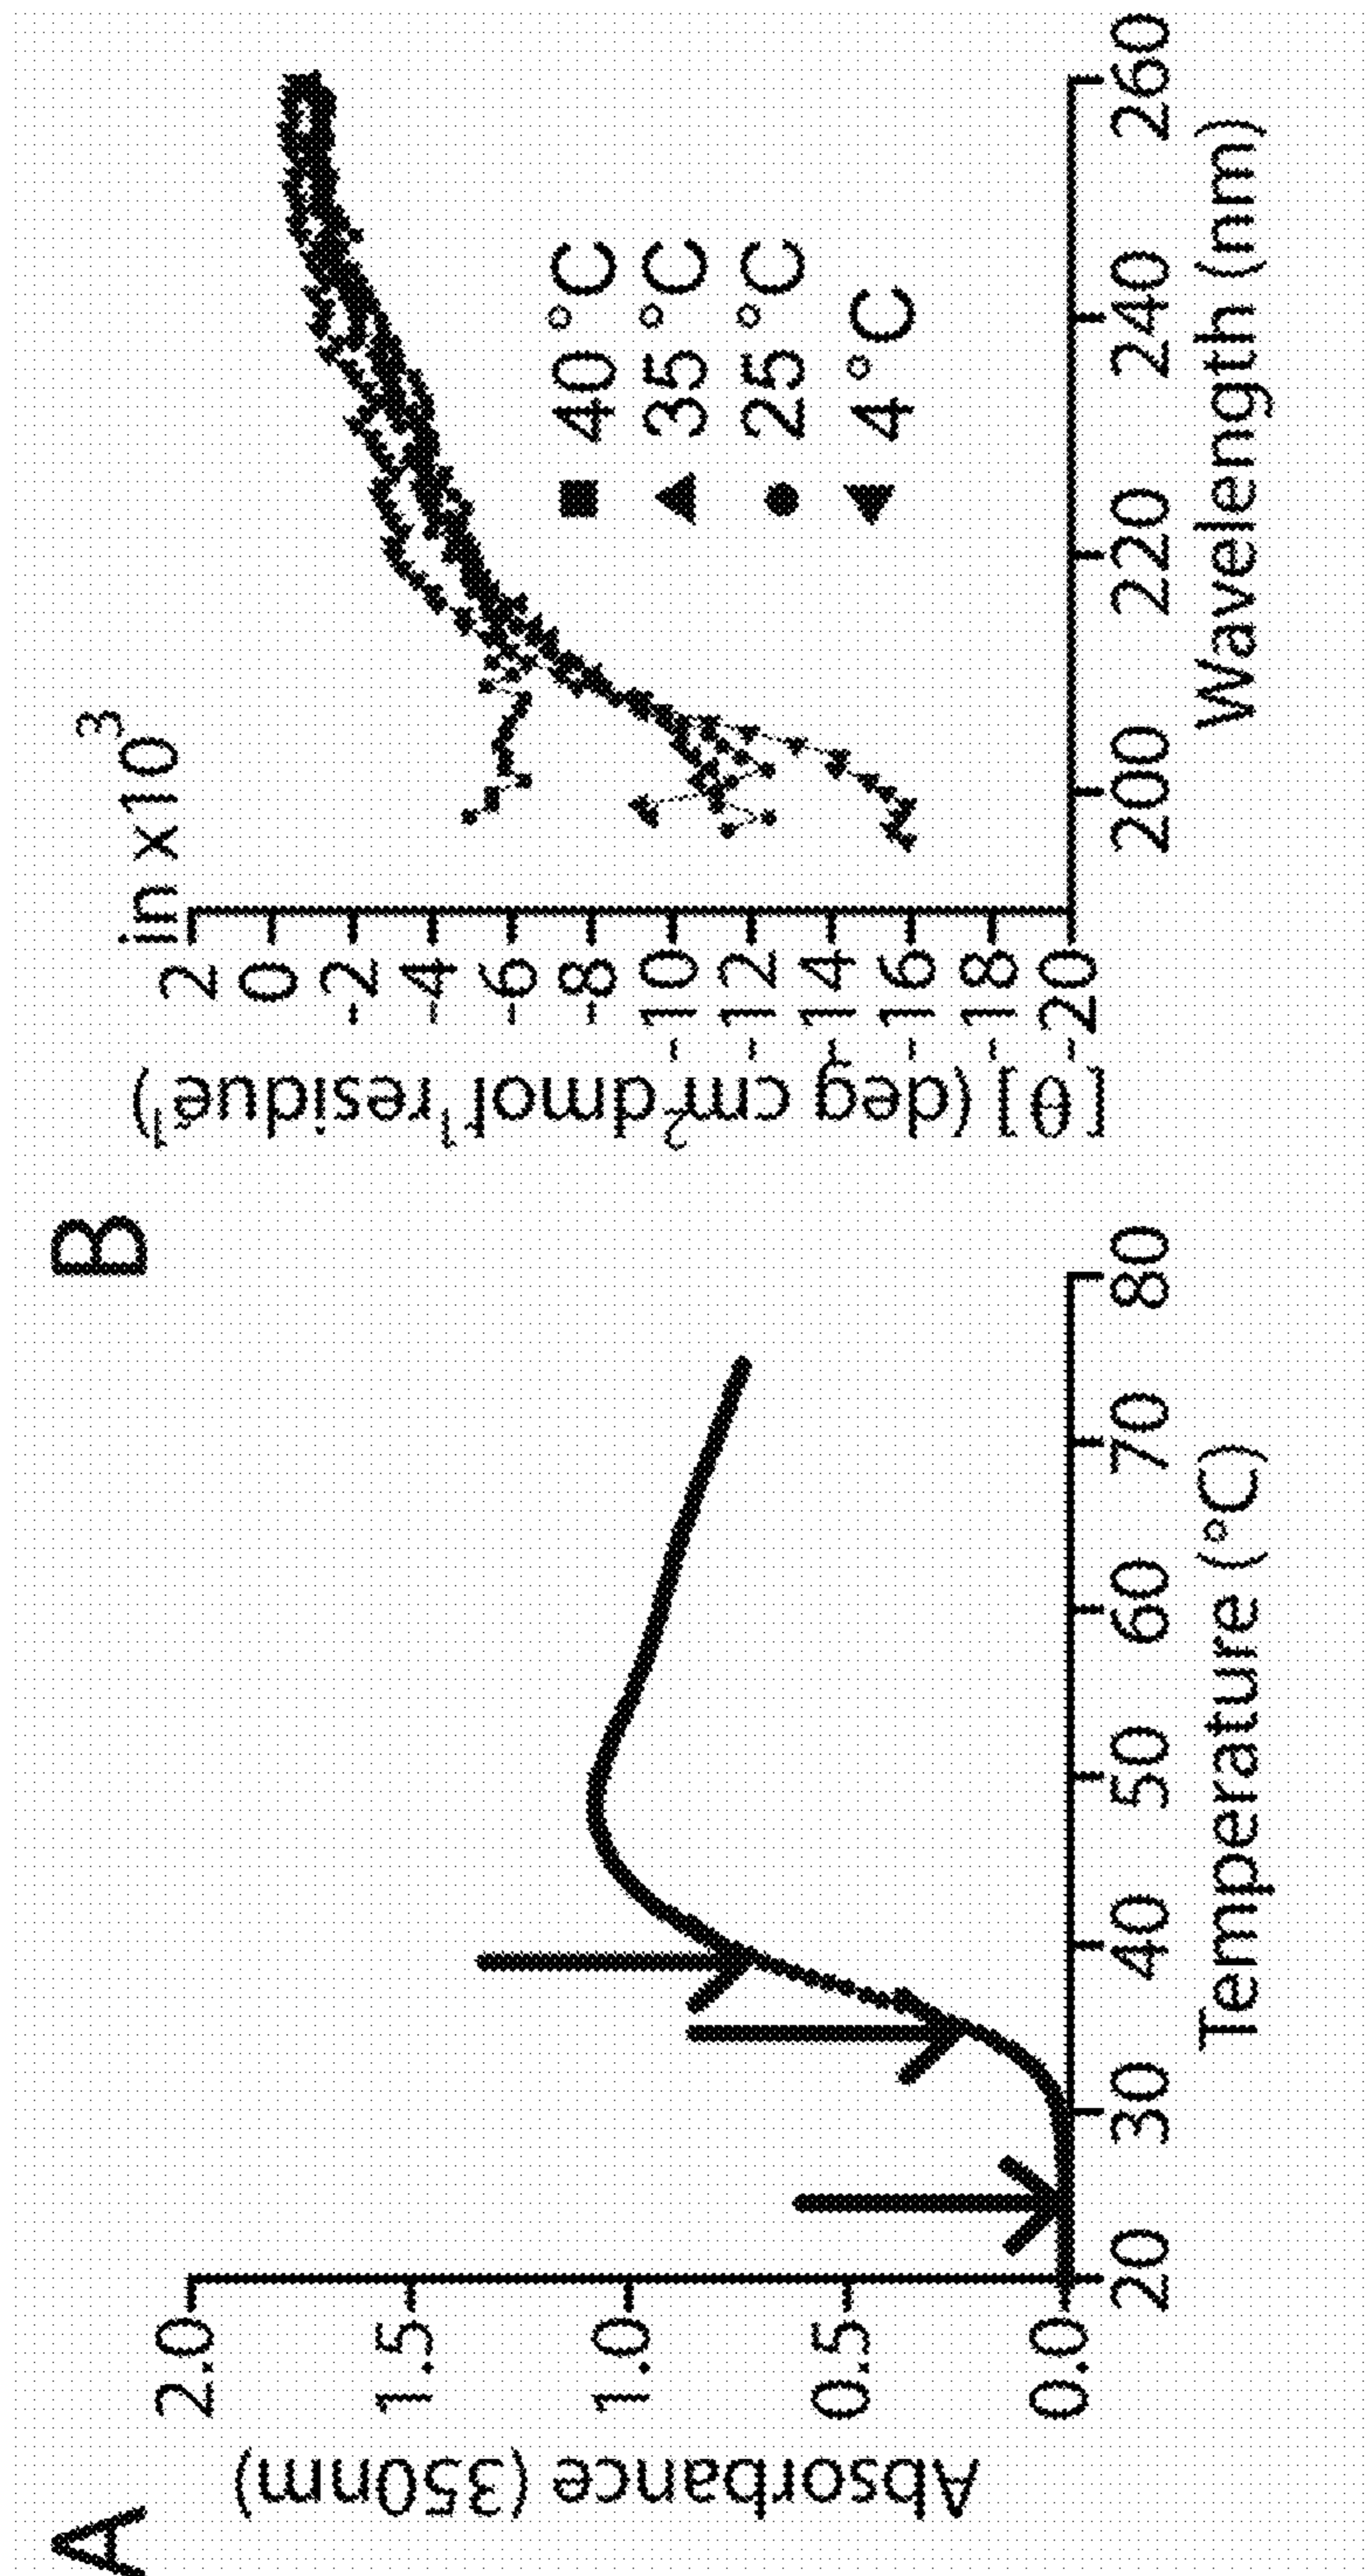 A
Absorbance (350nm)
2.0
1.5
1.0
0.5
0.0
20 30 40 50 60 70 80
Temperature (°C)
B
in x10³
[θ] (deg cm²dmol⁻¹residue⁻¹)
2
0
-2
-4
-6
-8
-10
-12
-14
-16
-18
-20
■ 40 °C
▲ 35 °C
● 25 °C
▼ 4 °C
200 220 240 260
Wavelength (nm)